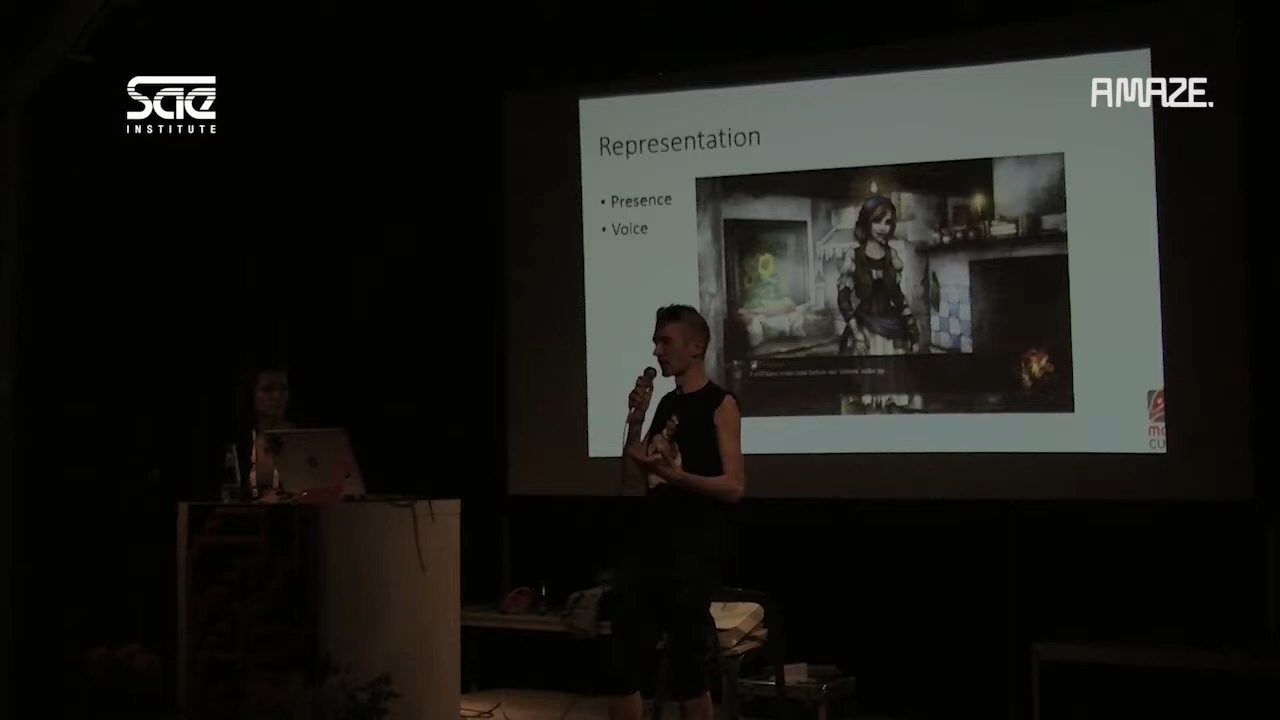 Sae
INSTITUTE
AMAZE.
Representation
• Presence
• Voice